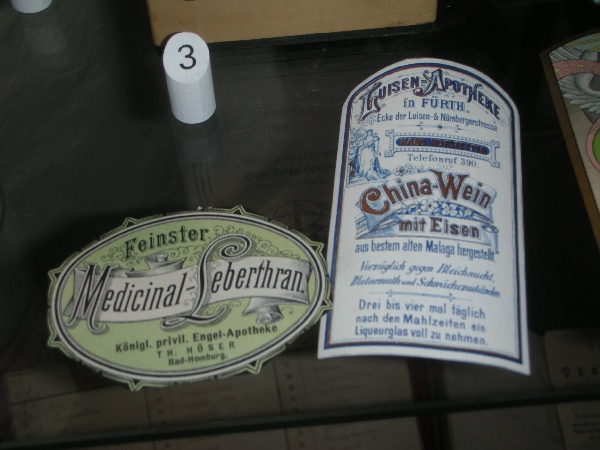 3
Luisen-Apotheke
in FÜRTH
Ecke der Luisen- & Nürnbergerstrasse
Telefonruf 390.
China-Wein
mit Eisen
aus bestem alten Malaga hergestellt
Vorzüglich gegen Bleichsucht,
Blutarmuth und Schwächezustände.
Drei bis vier mal täglich
nach den Mahlzeiten ein
Liqueurglas voll zu nehmen.
Feinster
Medicinal-Leberthran.
Königl. privil. Engel-Apotheke
TH. HÖSER
Bad-Homburg.